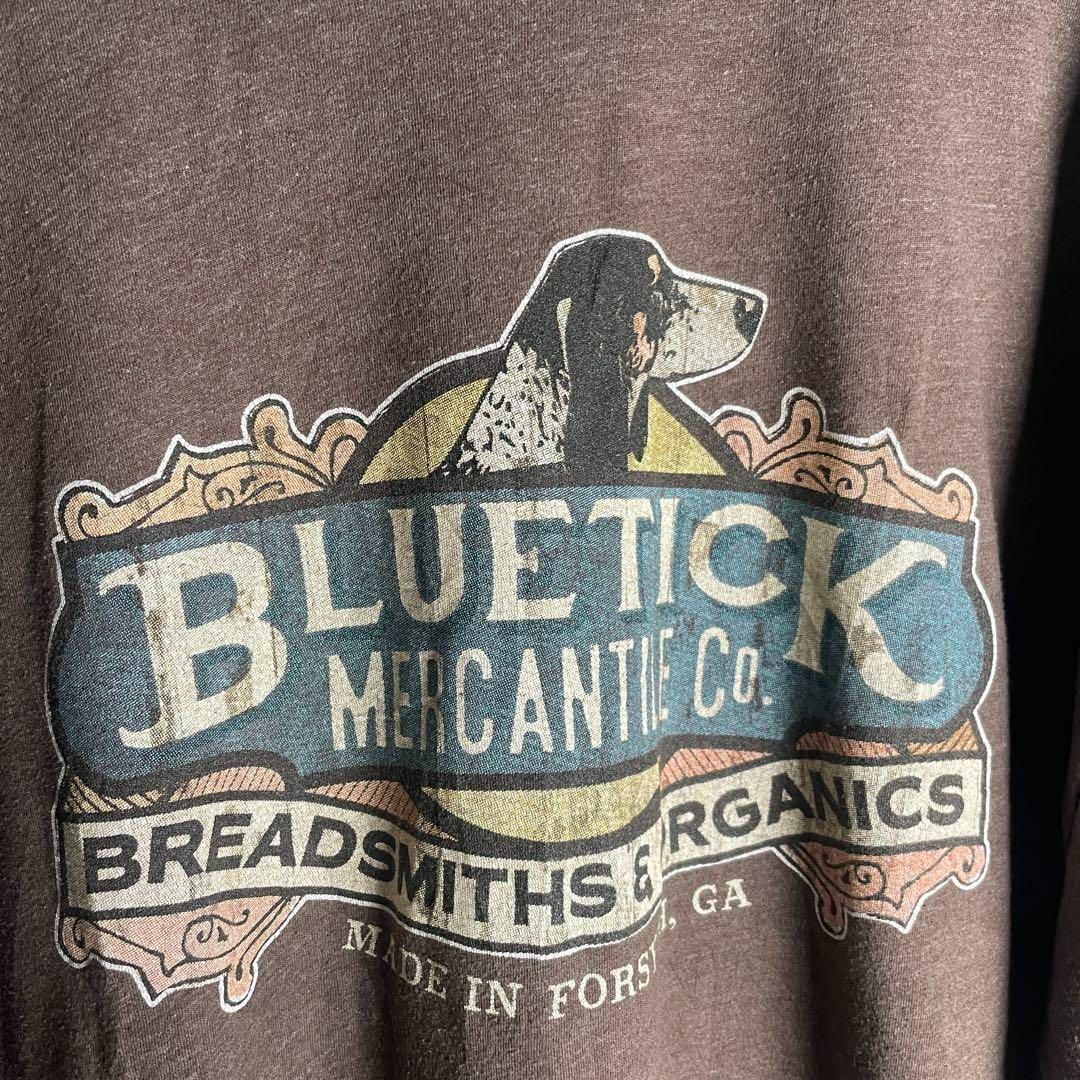 BLUETICK
MERCANTILE CO.
BREADSMITHS & ORGANICS
MADE IN FORSYTH, GA